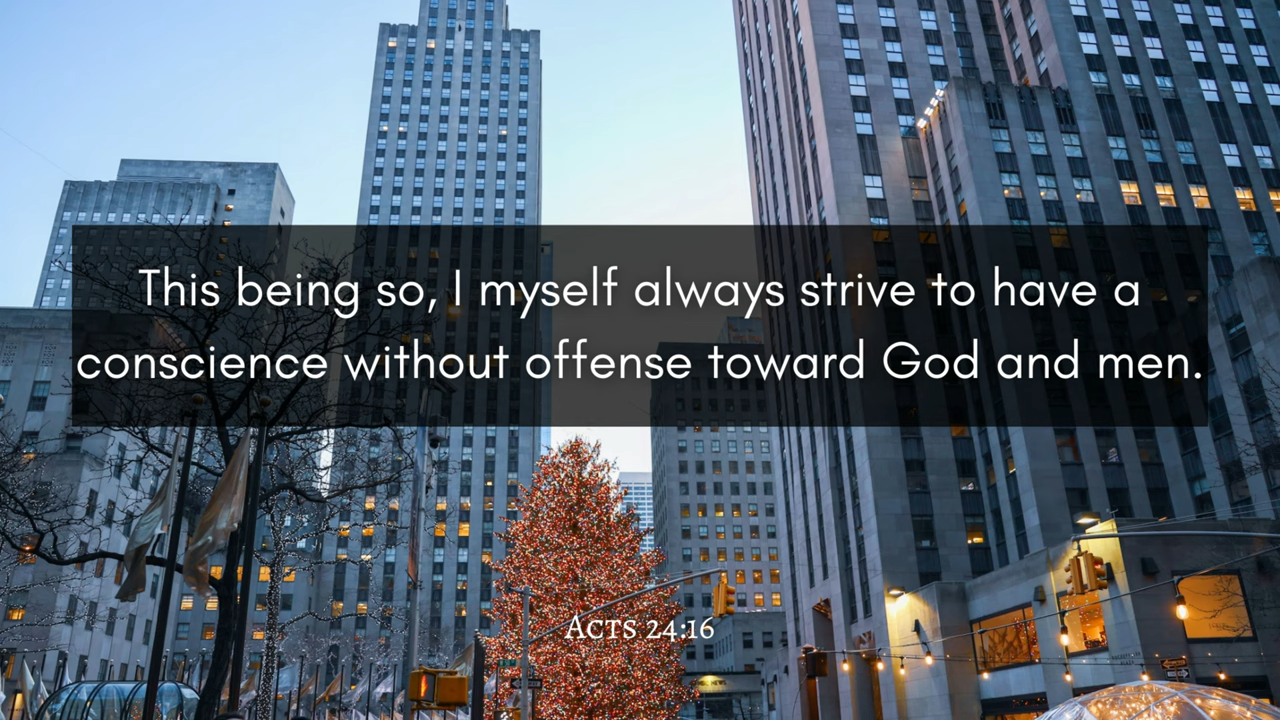 This being so, I myself always strive to have a
conscience without offense toward God and men.
Acts 24:16